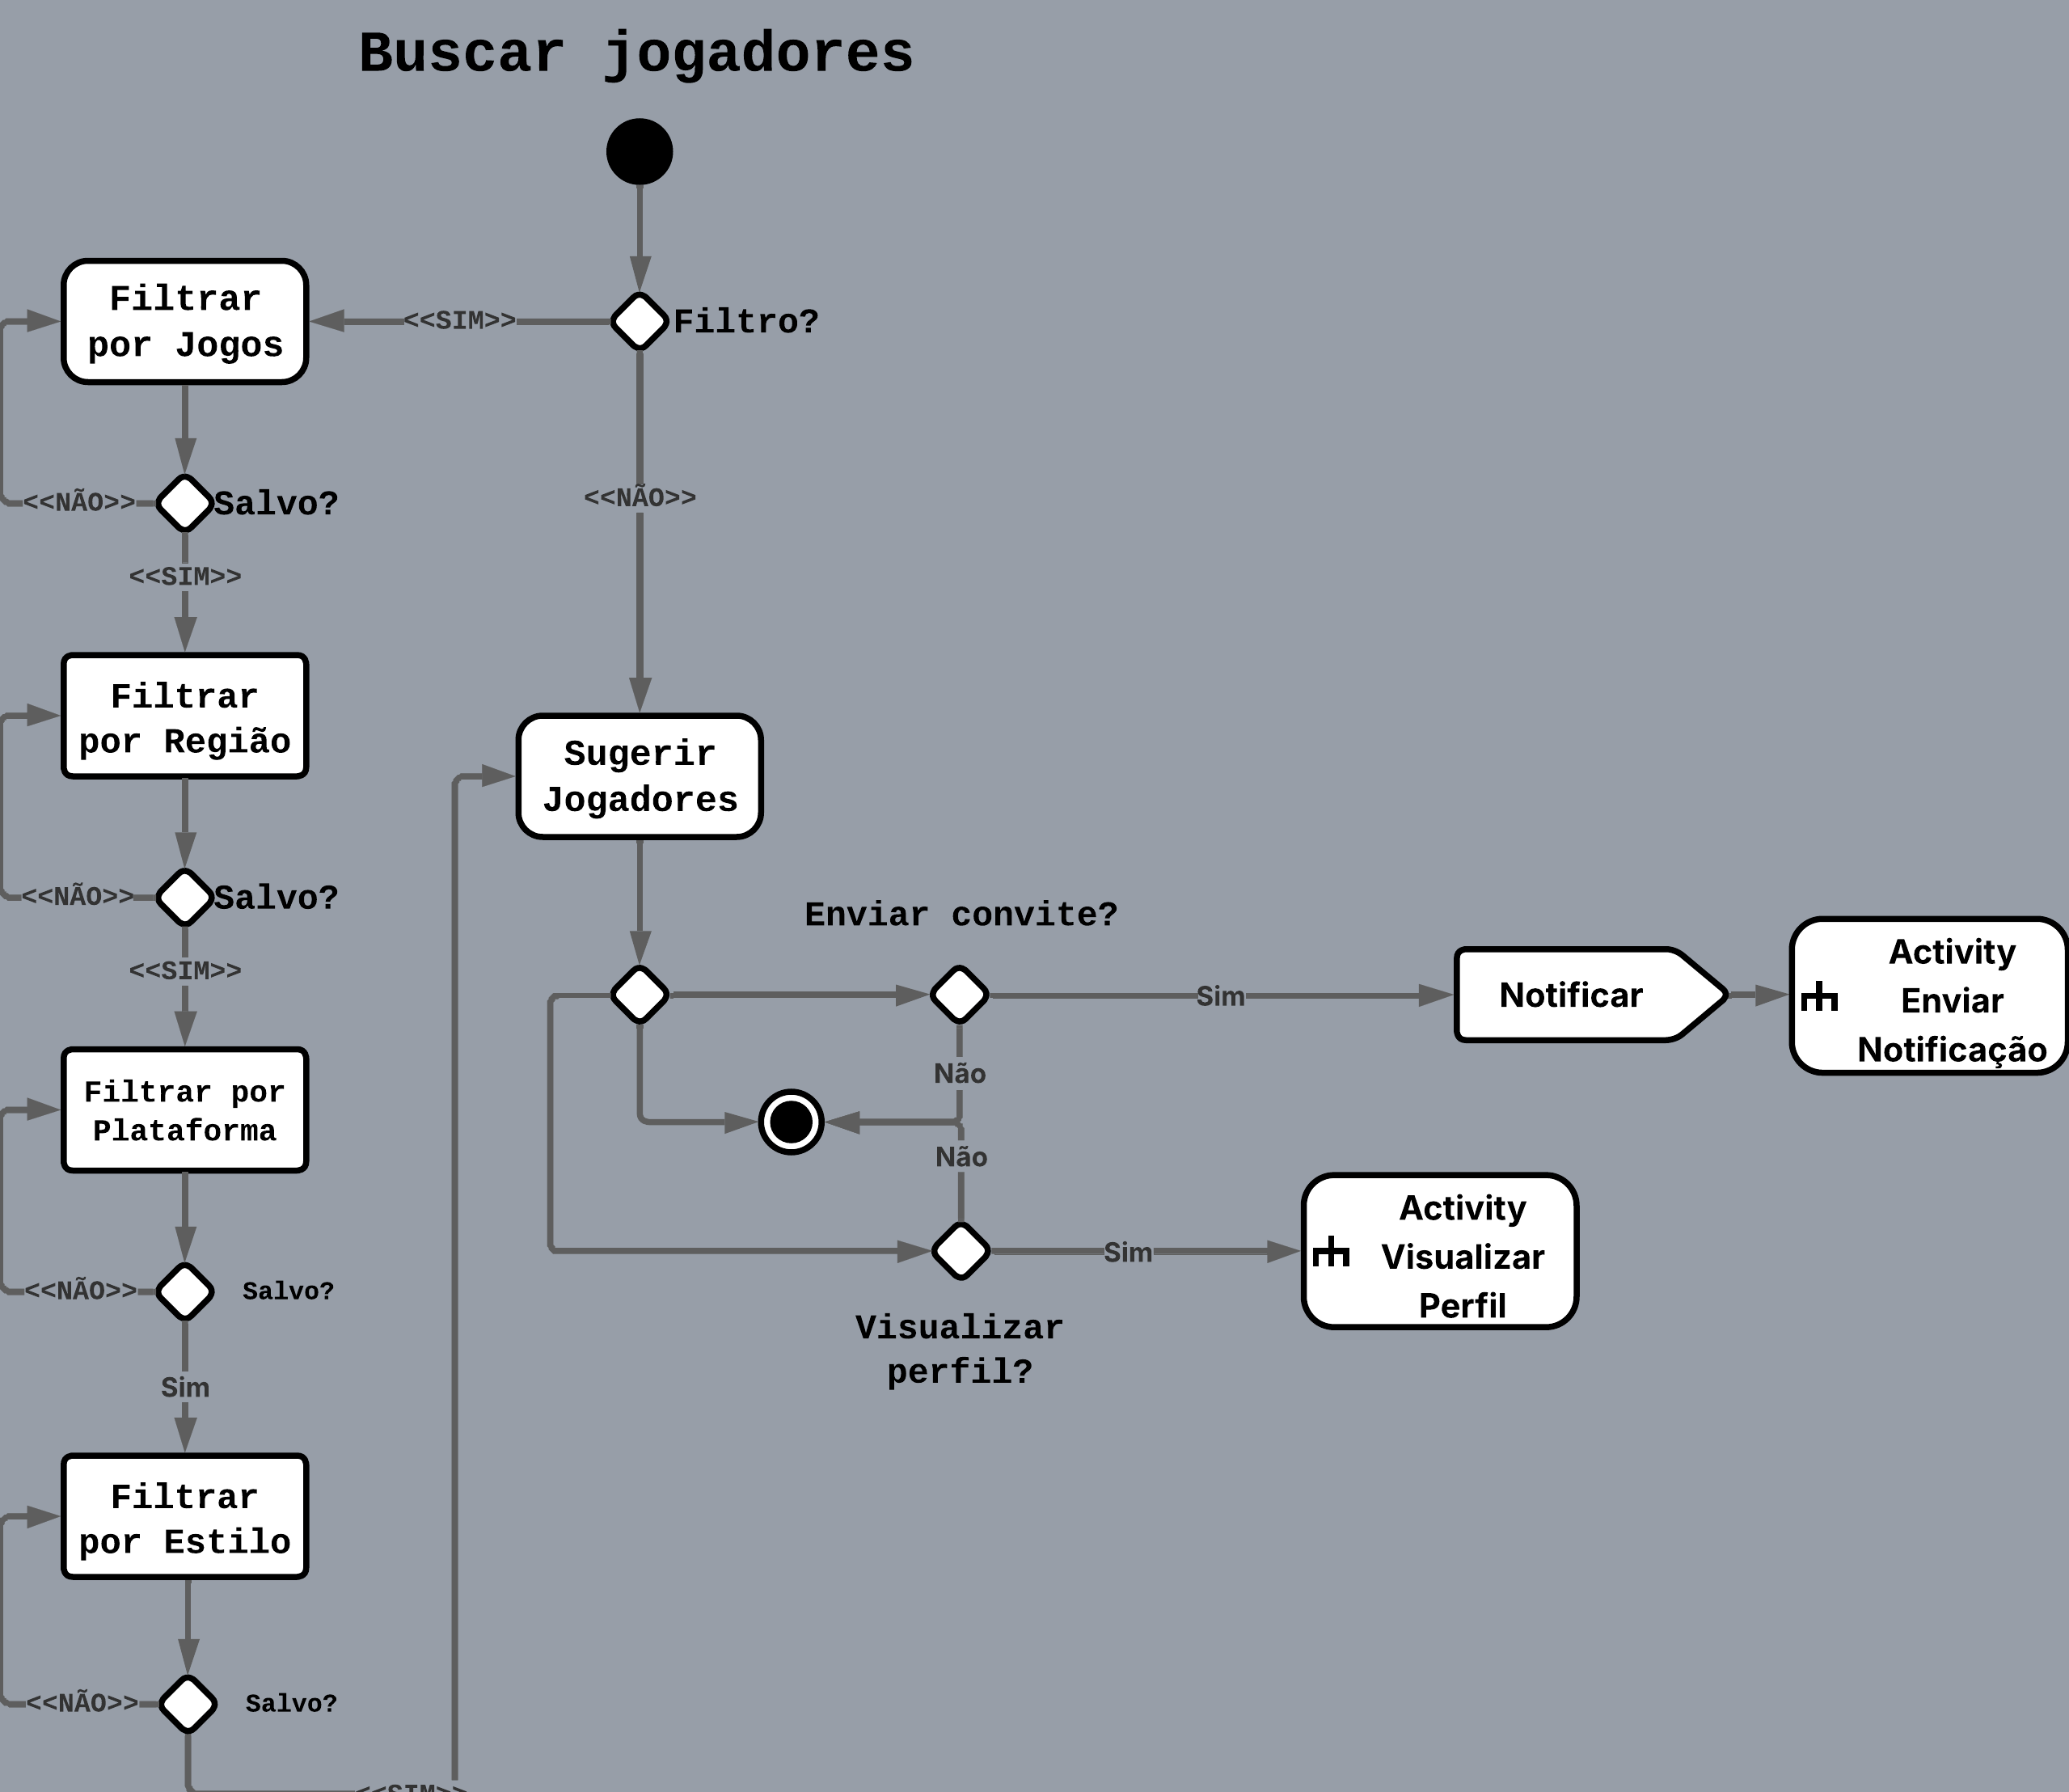 Buscar jogadores
Filtrar
por Jogos
<<SIM>>
Filtro?
<<NÃO>>
Salvo?
<<NÃO>>
<<SIM>>
Filtrar
por Região
Sugerir
Jogadores
<<NÃO>>
Salvo?
Enviar convite?
<<SIM>>
Sim
Notificar
Activity
Enviar
Notificação
Não
Filtrar por
Plataforma
Não
Activity
Visualizar
Perfil
Sim
<<NÃO>>
Salvo?
Visualizar
perfil?
Sim
Filtrar
por Estilo
<<NÃO>>
Salvo?
<<SIM>>